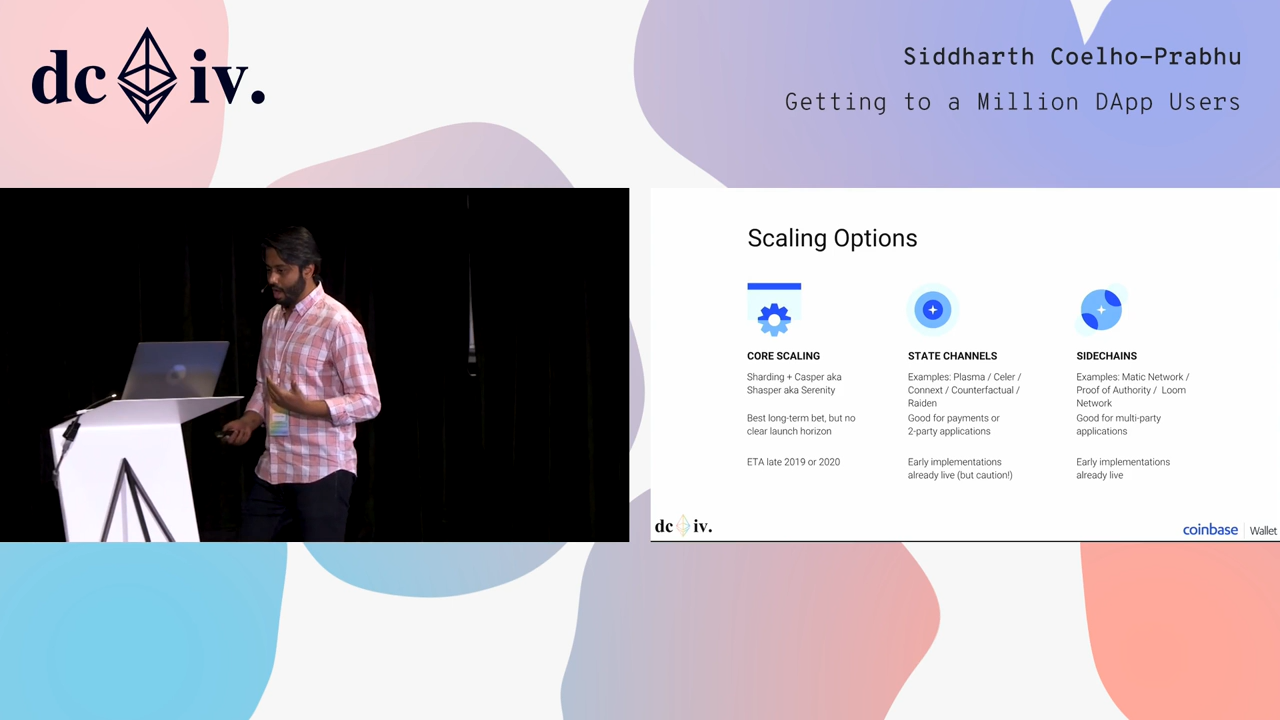 dc iv.
Siddharth Coelho-Prabhu
Getting to a Million DApp Users
Scaling Options
CORE SCALING
Sharding + Casper aka
Shasper aka Serenity
Best long-term bet, but no
clear launch horizon
ETA late 2019 or 2020
STATE CHANNELS
Examples: Plasma / Celer /
Connext / Counterfactual /
Raiden
Good for payments or
2-party applications
Early implementations
already live (but caution!)
SIDECHAINS
Examples: Matic Network /
Proof of Authority / Loom
Network
Good for multi-party
applications
Early implementations
already live
dc iv.
coinbase Wallet